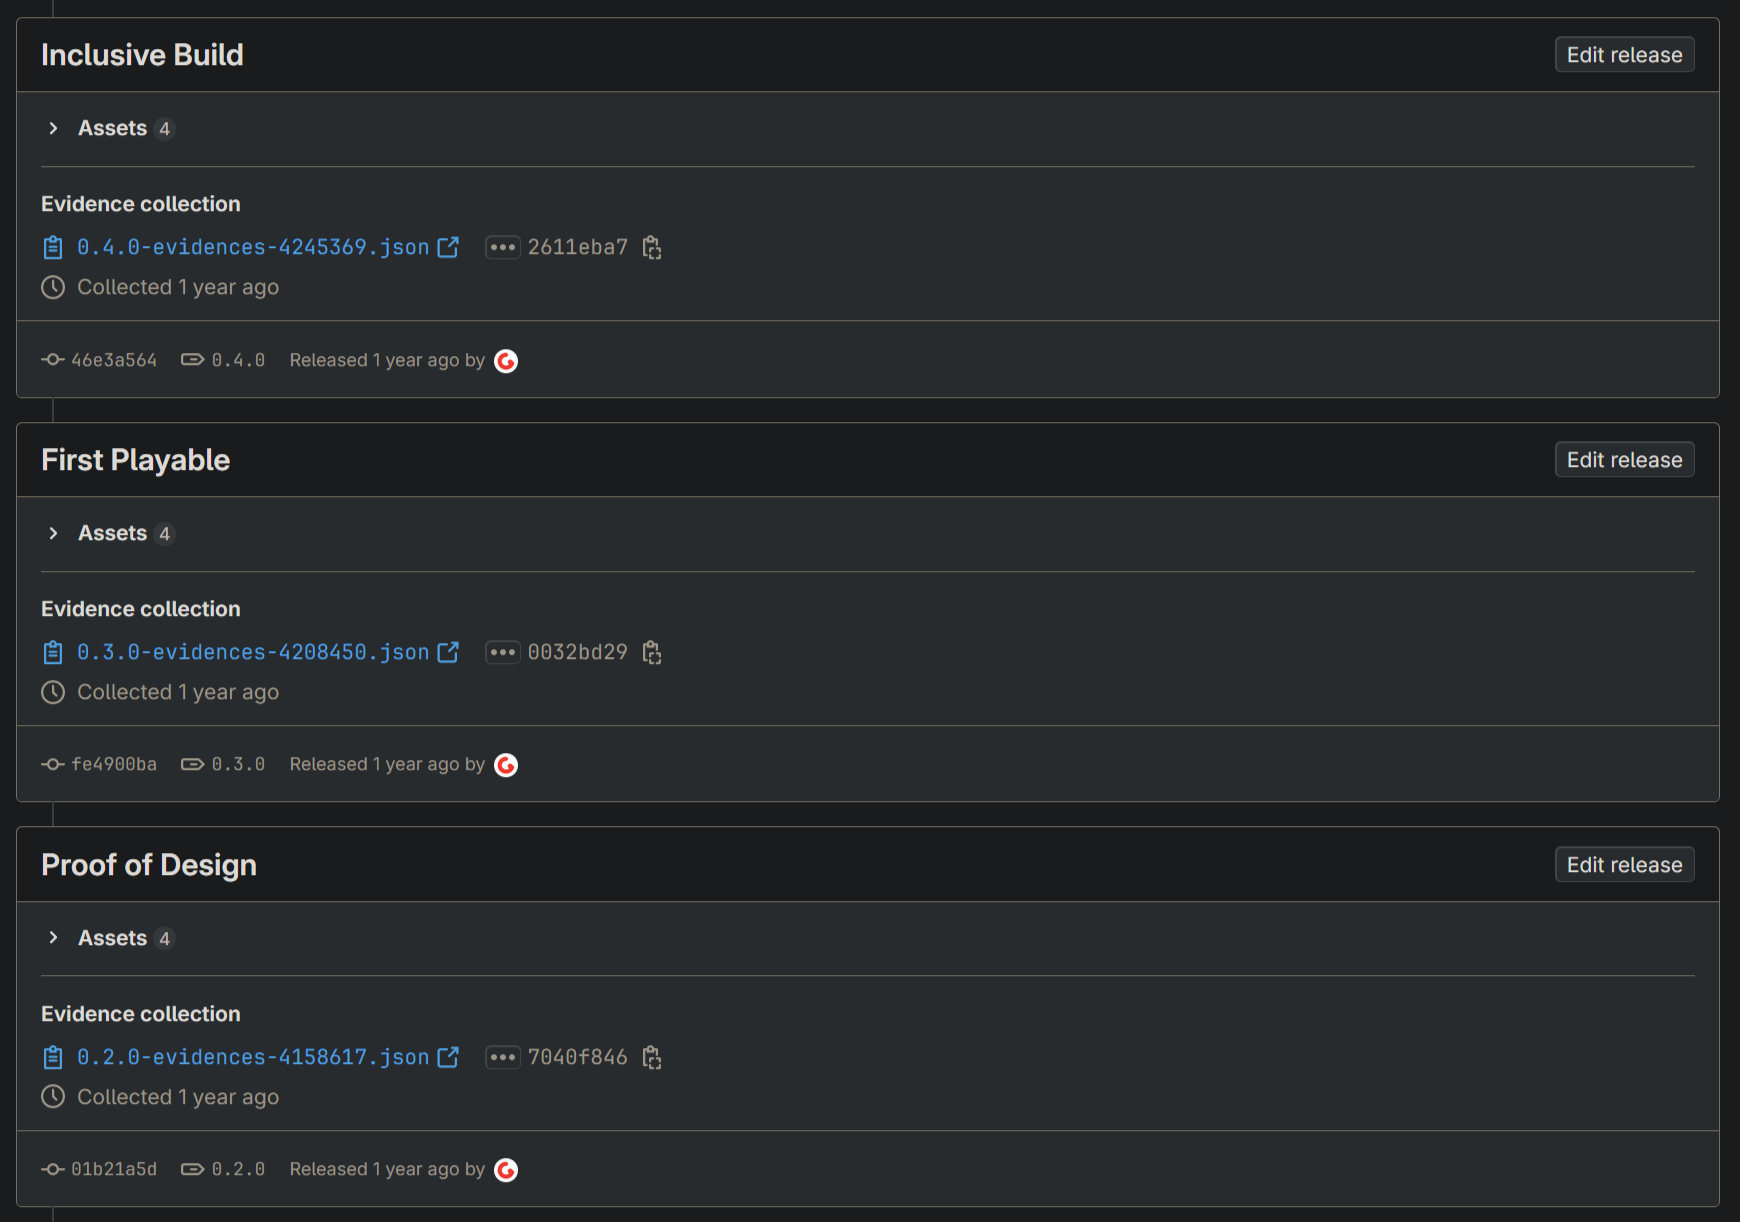 Inclusive Build
Edit release
Assets 4
Evidence collection
0.4.0-evidences-4245369.json 2611eba7
Collected 1 year ago
46e3a564 0.4.0 Released 1 year ago by
First Playable
Edit release
Assets 4
Evidence collection
0.3.0-evidences-4208450.json 0032bd29
Collected 1 year ago
fe4900ba 0.3.0 Released 1 year ago by
Proof of Design
Edit release
Assets 4
Evidence collection
0.2.0-evidences-4158617.json 7040f846
Collected 1 year ago
01b21a5d 0.2.0 Released 1 year ago by